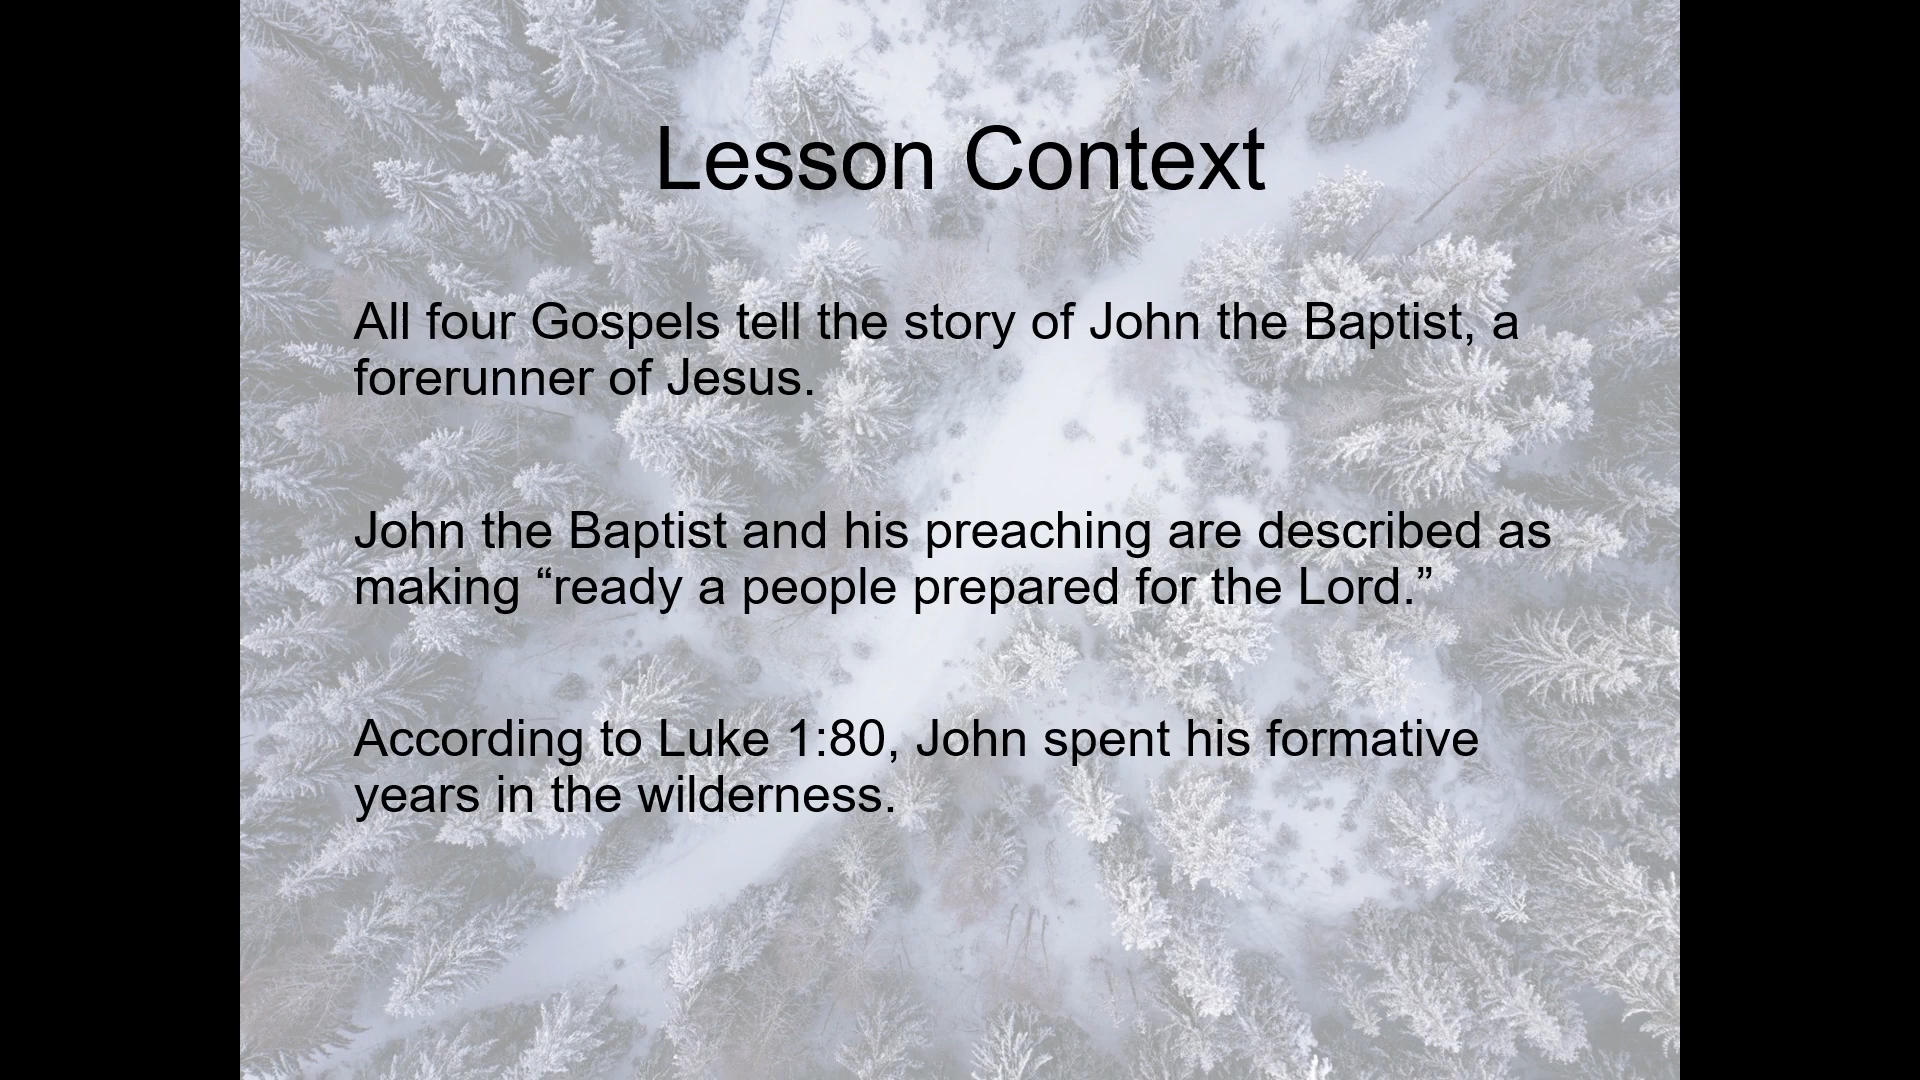 Lesson Context
All four Gospels tell the story of John the Baptist, a
forerunner of Jesus.
John the Baptist and his preaching are described as
making “ready a people prepared for the Lord.”
According to Luke 1:80, John spent his formative
years in the wilderness.